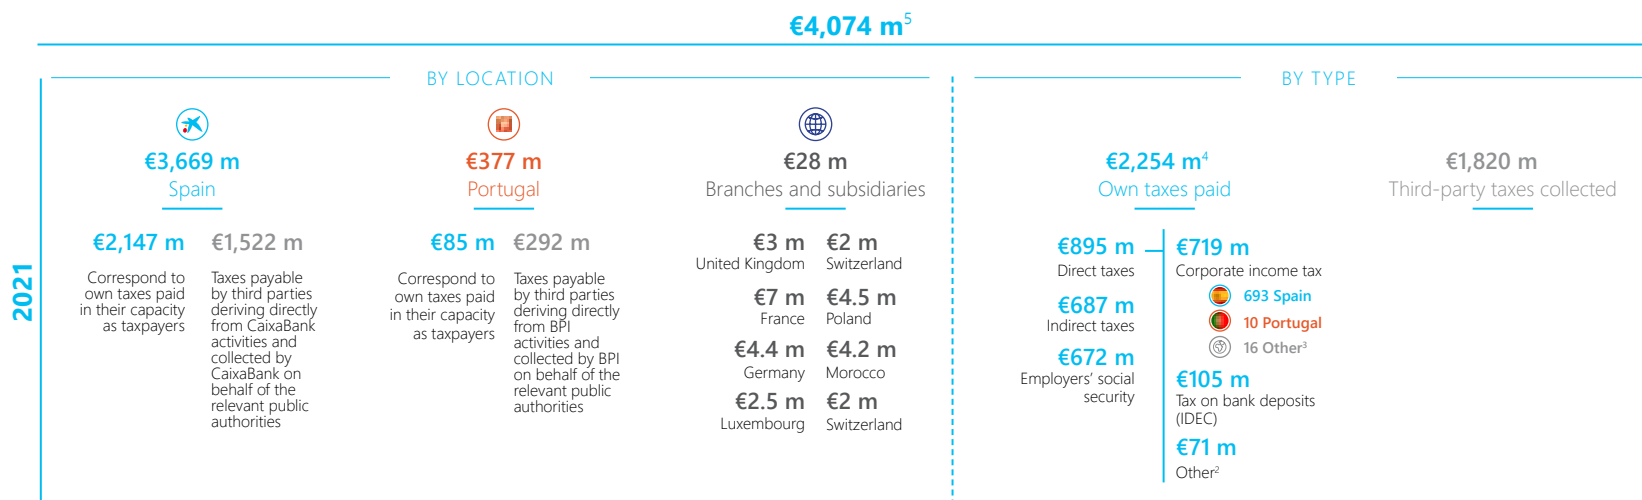 €4,074 m5
BY LOCATION
BY TYPE
2021
€3,669 m
Spain
€2,147 m
Correspond to
own taxes paid
in their capacity
as taxpayers
€1,522 m
Taxes payable
by third parties
deriving directly
from CaixaBank
activities and
collected by
CaixaBank on
behalf of the
relevant public
authorities
€377 m
Portugal
€85 m
Correspond to
own taxes paid
in their capacity
as taxpayers
€292 m
Taxes payable
by third parties
deriving directly
from BPI
activities and
collected by BPI
on behalf of the
relevant public
authorities
€28 m
Branches and subsidiaries
€3 m
United Kingdom
€2 m
Switzerland
€7 m
France
€4.5 m
Poland
€4.4 m
Germany
€4.2 m
Morocco
€2.5 m
Luxembourg
€2 m
Switzerland
€2,254 m4
Own taxes paid
€895 m
Direct taxes
€687 m
Indirect taxes
€672 m
Employers' social
security
€719 m
Corporate income tax
693 Spain
10 Portugal
16 Other3
€105 m
Tax on bank deposits
(IDEC)
€71 m
Other2
€1,820 m
Third-party taxes collected